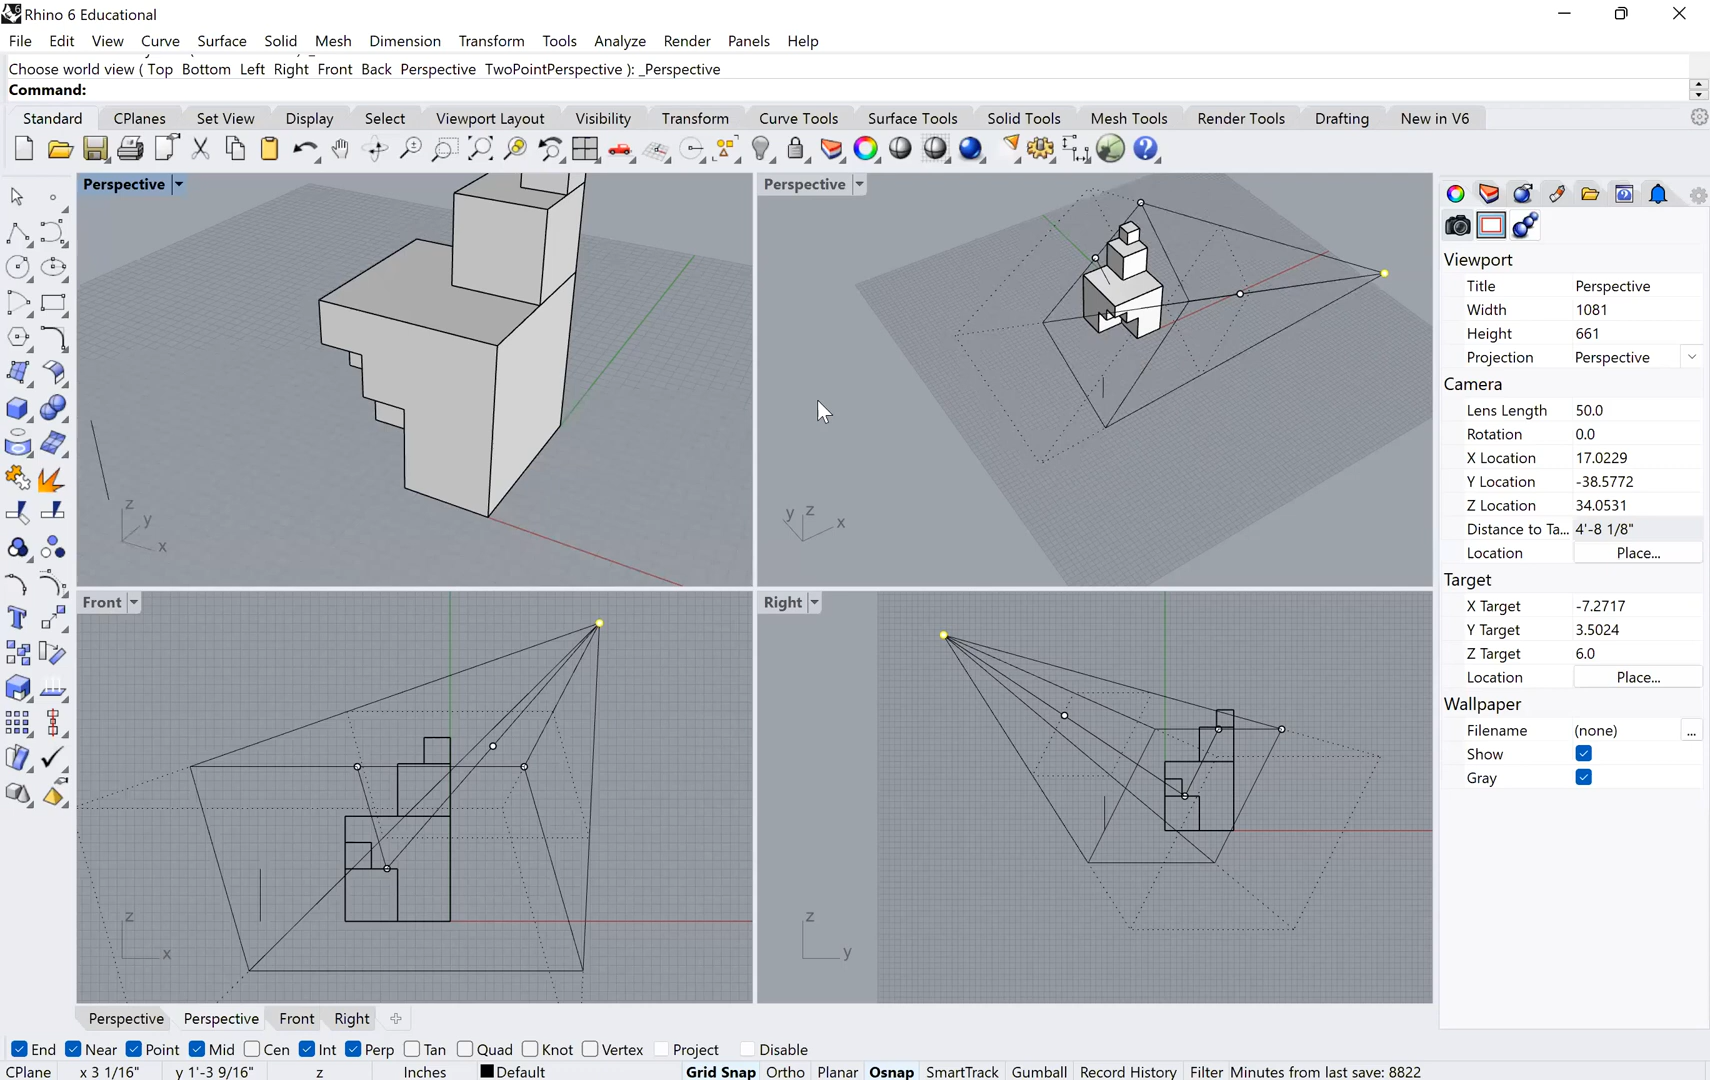 Rhino 6 Educational
File Edit View Curve Surface Solid Mesh Dimension Transform Tools Analyze Render Panels Help
Choose world view ( Top Bottom Left Right Front Back Perspective TwoPointPerspective ): _Perspective
Command:
Standard CPlanes Set View Display Select Viewport Layout Visibility Transform Curve Tools Surface Tools Solid Tools Mesh Tools Render Tools Drafting New in V6
Perspective
Perspective
z
y
x
y z
x
Front
Right
z
x
z
y
Viewport
Title Perspective
Width 1081
Height 661
Projection Perspective
Camera
Lens Length 50.0
Rotation 0.0
X Location 17.0229
Y Location -38.5772
Z Location 34.0531
Distance to Ta... 4'-8 1/8"
Location Place...
Target
X Target -7.2717
Y Target 3.5024
Z Target 6.0
Location Place...
Wallpaper
Filename (none) ...
Show
Gray
Perspective Perspective Front Right
End Near Point Mid Cen Int Perp Tan Quad Knot Vertex Project Disable
CPlane x 3 1/16" y 1'-3 9/16" z Inches Default Grid Snap Ortho Planar Osnap SmartTrack Gumball Record History Filter Minutes from last save: 8822